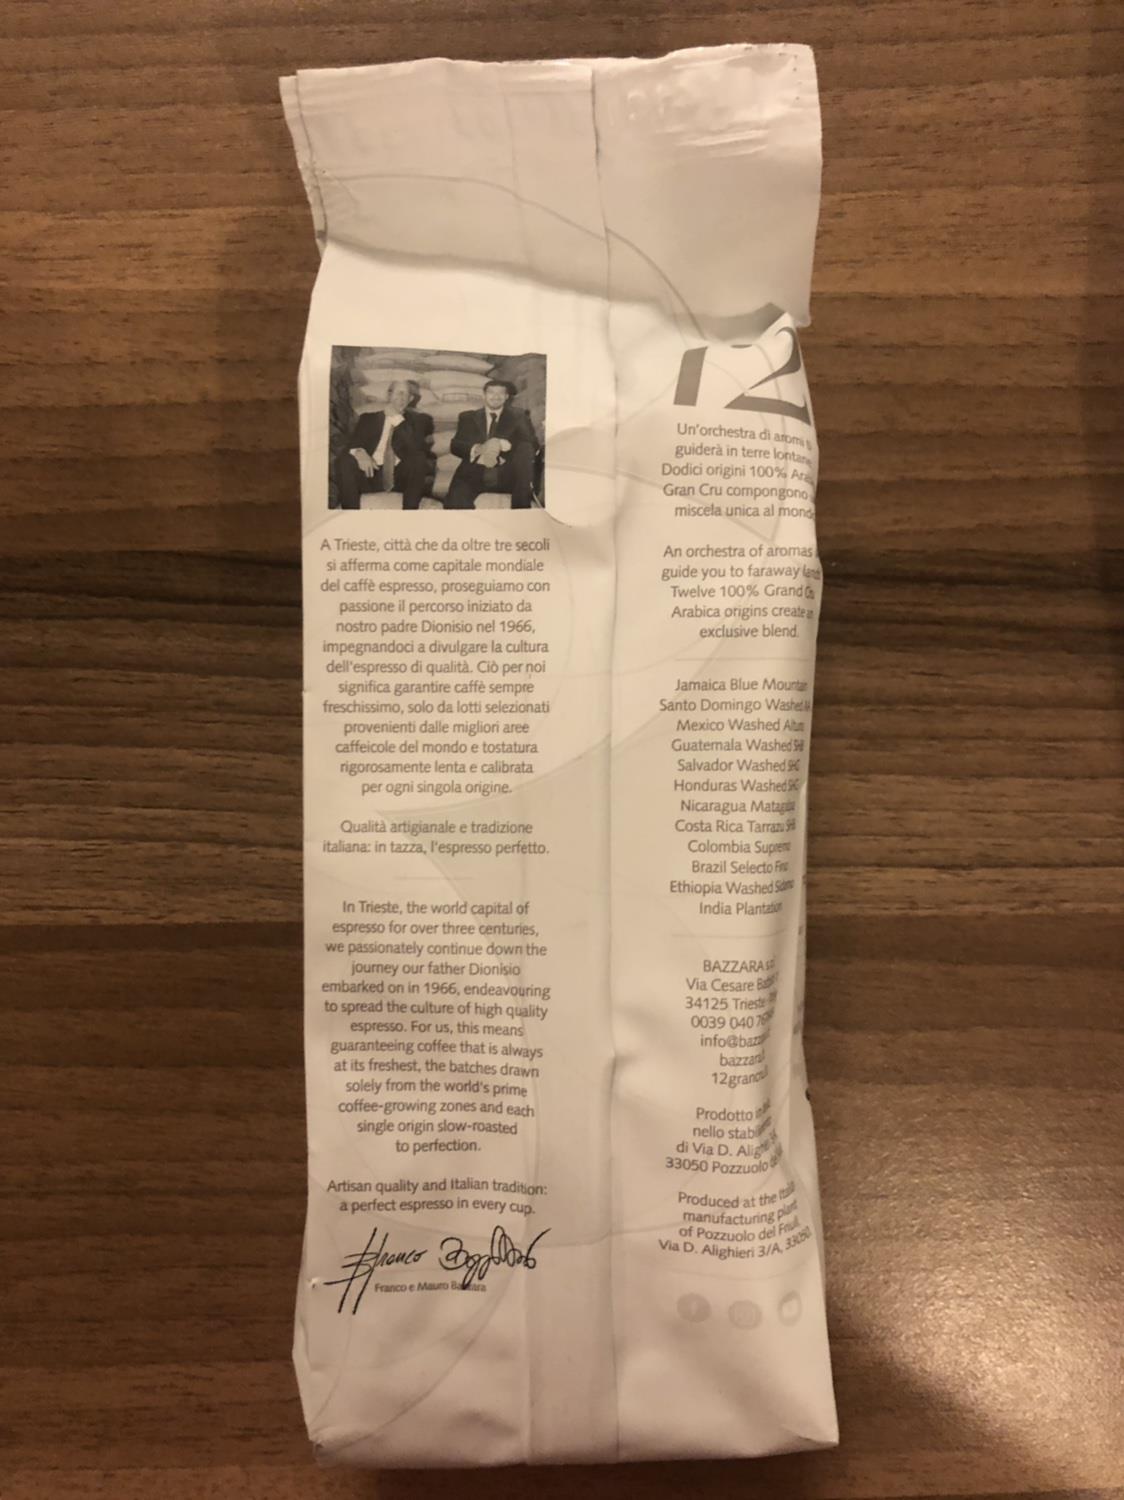 A Trieste, città che da oltre tre secoli
si afferma come capitale mondiale
del caffè espresso, proseguiamo con
passione il percorso iniziato da
nostro padre Dionisio nel 1966,
impegnandoci a divulgare la cultura
dell'espresso di qualità. Ciò per noi
significa garantire caffè sempre
freschissimo, solo da lotti selezionati
provenienti dalle migliori aree
caffeicole del mondo e tostatura
rigorosamente lenta e calibrata
per ogni singola origine.
Qualità artigianale e tradizione
italiana: in tazza, l'espresso perfetto.
In Trieste, the world capital of
espresso for over three centuries,
we passionately continue down the
journey our father Dionisio
embarked on in 1966, endeavouring
to spread the culture of high quality
espresso. For us, this means
guaranteeing coffee that is always
at its freshest, the batches drawn
solely from the world's prime
coffee-growing zones and each
single origin slow-roasted
to perfection.
Artisan quality and Italian tradition:
a perfect espresso in every cup.
Franco
Franco e Mauro Bazzara
12
Un'orchestra di aromi
guiderà in terre
Dodici origini 100%
Gran Cru compongono
miscela unica al
An orchestra of aromas
guide you to faraway
Twelve 100% Grand Cru
Arabica origins create an
exclusive blend.
Jamaica Blue Mountain
Santo Domingo Washed
Mexico Washed Altura
Guatemala Washed SHB
Salvador Washed SHG
Honduras Washed SHG
Nicaragua Matagalpa
Costa Rica Tarrazu SHB
Colombia Supremo
Brazil Selecto Fino
Ethiopia Washed Sidamo
India Plantation
BAZZARA
Via Cesare
34125 Trieste
0039 040
Prodotto
nello
di Via D.
33050 Pozzuolo
Produced at the
manufacturing plant
of Pozzuolo del Friuli,
Via D. Alighieri 3/A, 33050,